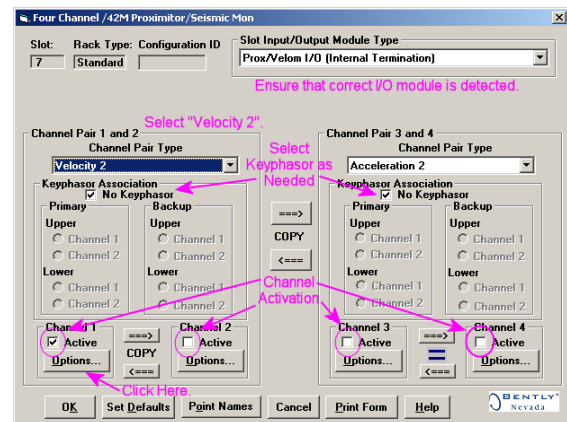 Four Channel /42M Proximitor/Seismic Mon
Slot: Rack Type: Configuration ID
7 Standard
Slot Input/Output Module Type
Prox/Velom I/O (Internal Termination)
Ensure that correct I/O module is detected.
Select "Velocity 2".
Channel Pair 1 and 2
Channel Pair Type
Velocity 2
Keyphasor Association
No Keyphasor
Primary Backup
Upper Upper
Channel 1 Channel 1
Channel 2 Channel 2
Lower Lower
Channel 1 Channel 1
Channel 2 Channel 2
Select
Keyphasor as
Needed
===>
COPY
<===
Channel
Activation
Channel Pair 3 and 4
Channel Pair Type
Acceleration 2
Keyphasor Association
No Keyphasor
Primary Backup
Upper Upper
Channel 1 Channel 1
Channel 2 Channel 2
Lower Lower
Channel 1 Channel 1
Channel 2 Channel 2
Channel 1
Active
Options...
===>
COPY
<===
Channel 2
Active
Options...
Channel 3
Active
Options...
===>
<===
Channel 4
Active
Options...
Click Here.
OK Set Defaults Point Names Cancel Print Form Help
BENTLY
Nevada